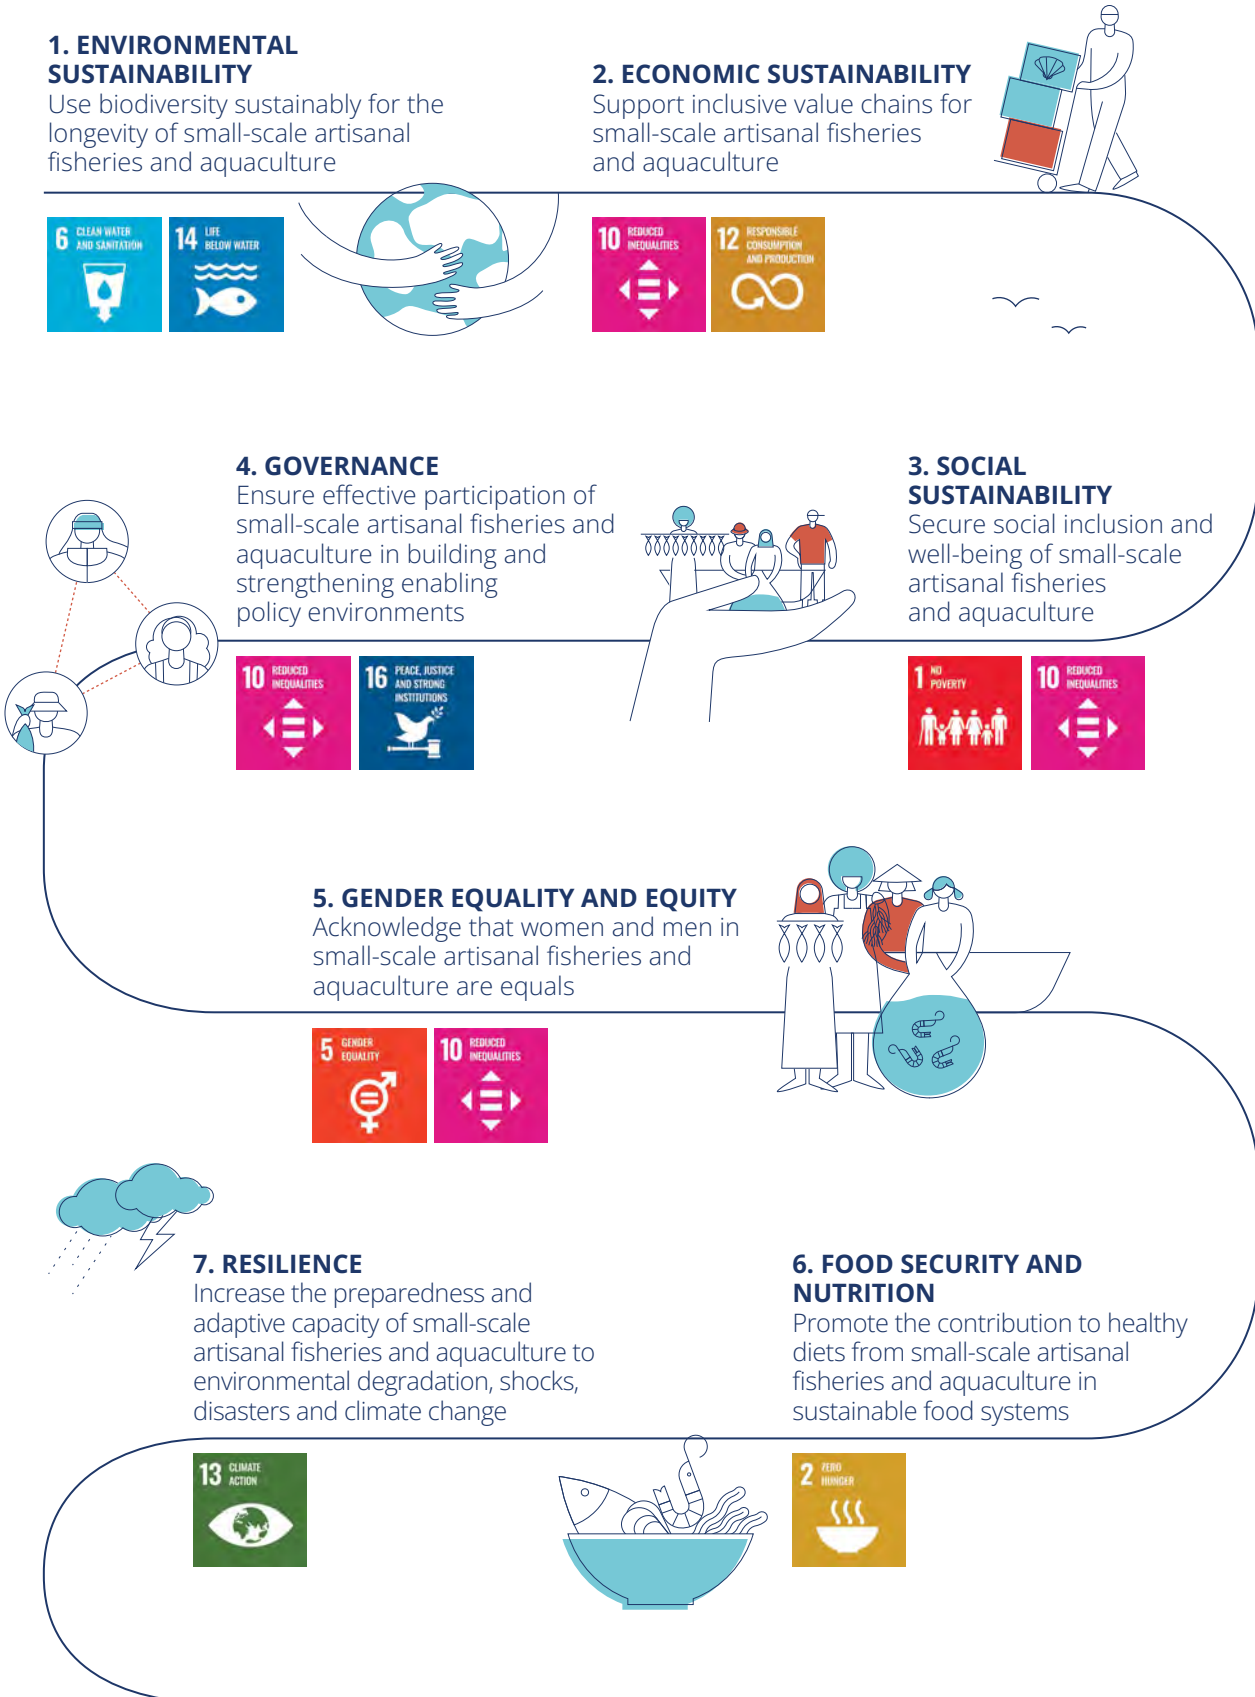 1. ENVIRONMENTAL
SUSTAINABILITY
Use biodiversity sustainably for the
longevity of small-scale artisanal
fisheries and aquaculture
6 CLEAN WATER
AND SANITATION
14 LIFE
BELOW WATER
2. ECONOMIC SUSTAINABILITY
Support inclusive value chains for
small-scale artisanal fisheries
and aquaculture
10 REDUCED
INEQUALITIES
12 RESPONSIBLE
CONSUMPTION
AND PRODUCTION
3. SOCIAL
SUSTAINABILITY
Secure social inclusion and
well-being of small-scale
artisanal fisheries
and aquaculture
1 NO
POVERTY
10 REDUCED
INEQUALITIES
4. GOVERNANCE
Ensure effective participation of
small-scale artisanal fisheries and
aquaculture in building and
strengthening enabling
policy environments
10 REDUCED
INEQUALITIES
16 PEACE, JUSTICE
AND STRONG
INSTITUTIONS
5. GENDER EQUALITY AND EQUITY
Acknowledge that women and men in
small-scale artisanal fisheries and
aquaculture are equals
5 GENDER
EQUALITY
10 REDUCED
INEQUALITIES
6. FOOD SECURITY AND
NUTRITION
Promote the contribution to healthy
diets from small-scale artisanal
fisheries and aquaculture in
sustainable food systems
2 ZERO
HUNGER
7. RESILIENCE
Increase the preparedness and
adaptive capacity of small-scale
artisanal fisheries and aquaculture to
environmental degradation, shocks,
disasters and climate change
13 CLIMATE
ACTION